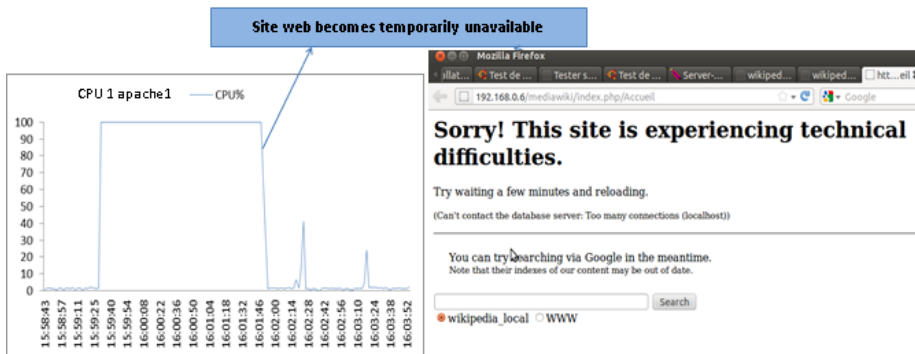 Site web becomes temporarily unavailable
CPU 1 apache1
CPU%
100
90
80
70
60
50
40
30
20
10
0
15:58:43
15:58:57
15:59:11
15:59:25
15:59:40
15:59:54
16:00:08
16:00:22
16:00:36
16:00:50
16:01:04
16:01:18
16:01:32
16:01:46
16:02:00
16:02:14
16:02:28
16:02:42
16:02:56
16:03:10
16:03:24
16:03:38
16:03:52
Mozilla Firefox
Test de ...
Tester s...
Test de ...
Server-...
wikiped...
wikiped...
htt...eil
192.168.0.6/mediawiki/index.php/Accueil
Google
Sorry! This site is experiencing technical
difficulties.
Try waiting a few minutes and reloading.
(Can't contact the database server: Too many connections (localhost))
You can try searching via Google in the meantime.
Note that their indexes of our content may be out of date.
Search
wikipedia_local
WWW